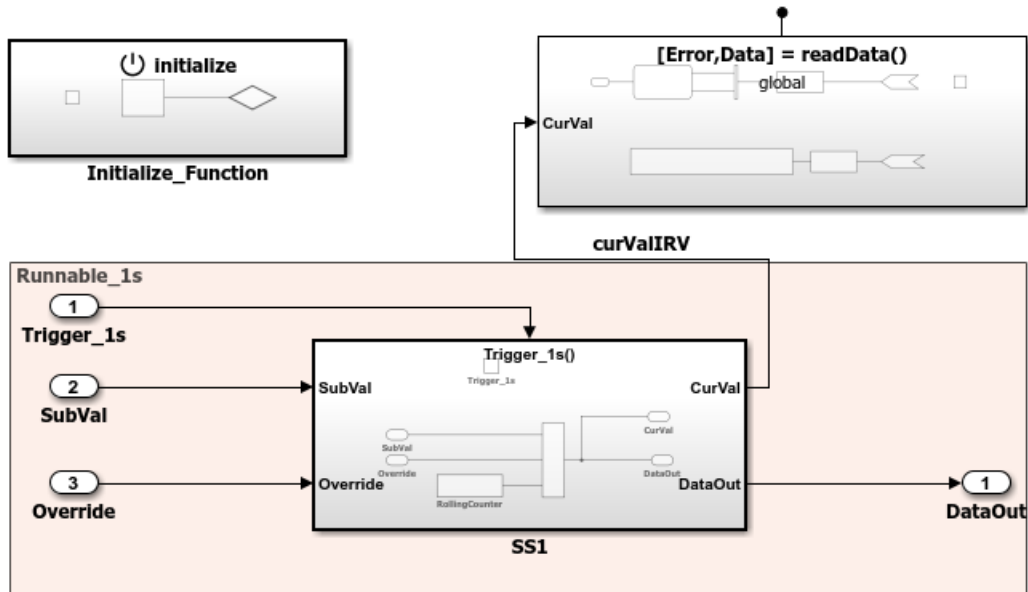 initialize
Initialize_Function
[Error,Data] = readData()
global
CurVal
curValIRV
Runnable_1s
1
Trigger_1s
Trigger_1s()
Trigger_1s
2
SubVal
SubVal
CurVal
CurVal
SubVal
3
Override
Override
Override
DataOut
DataOut
RollingCounter
1
DataOut
SS1